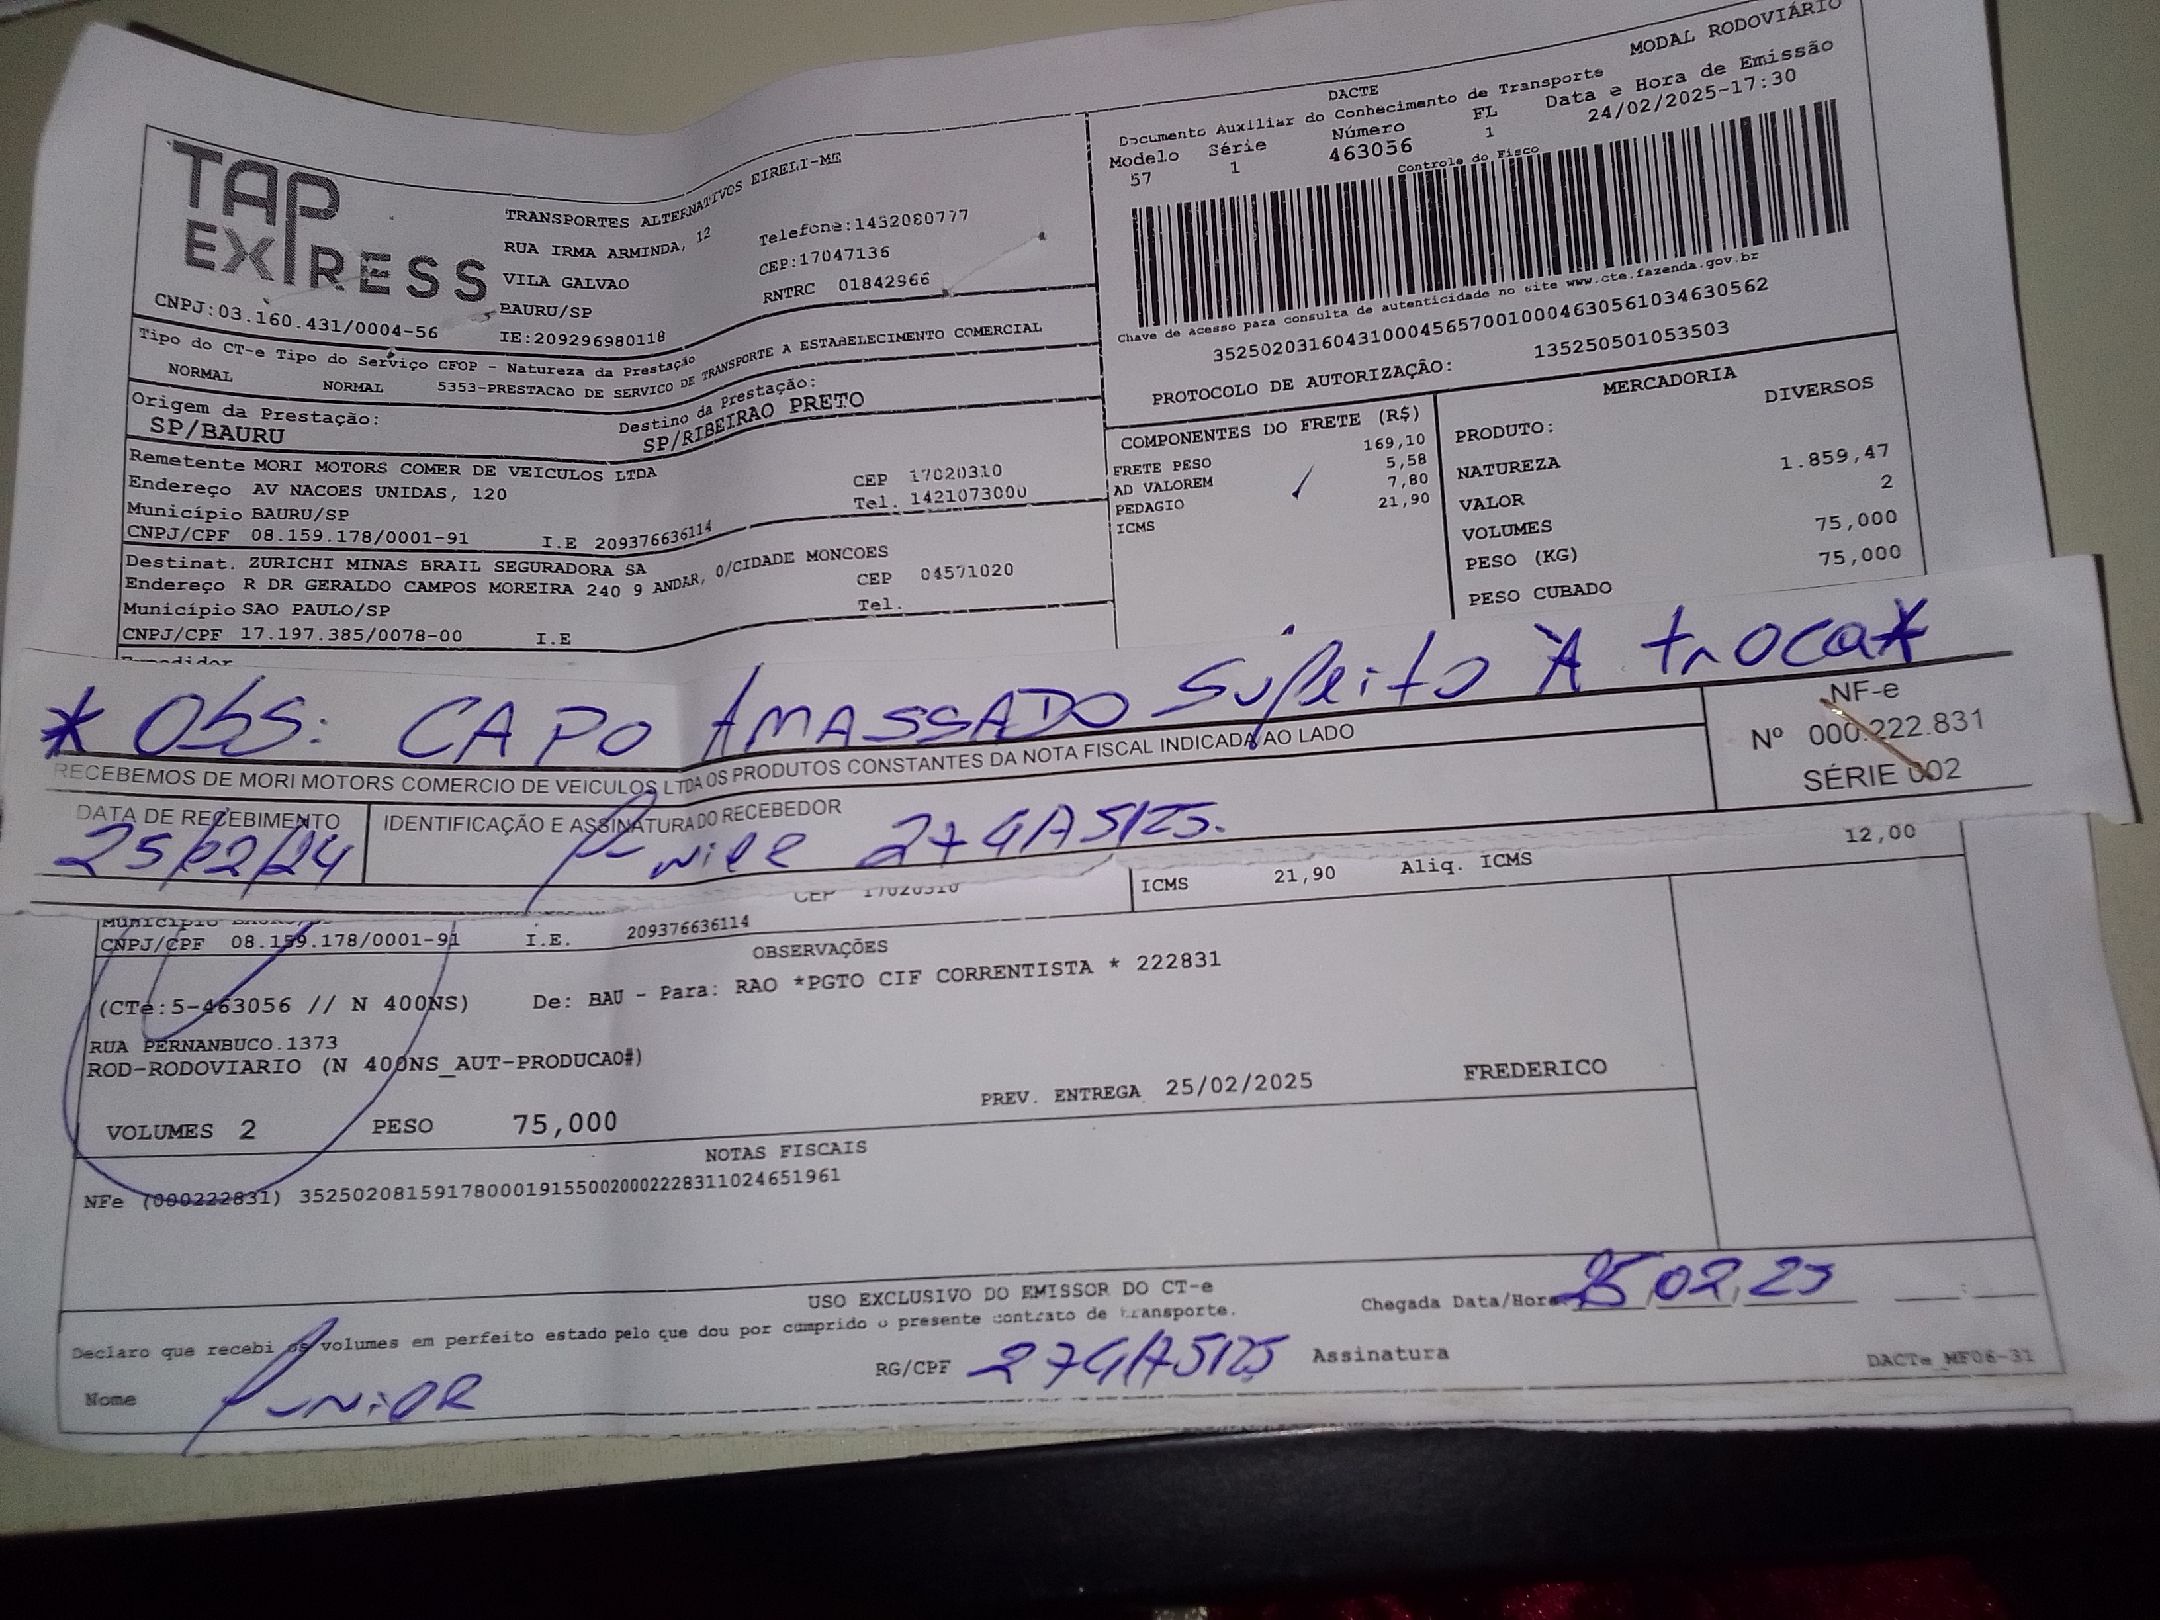 DACTE
MODAL RODOVIÁRIO
Documento Auxiliar do Conhecimento de Transporte
Modelo Série Número FL Data e Hora de Emissão
57 1 463056 1 24/02/2025-17:30
Controle do Fisco
TAP
EXPRESS
TRANSPORTES ALTERNATIVOS EIRELI-ME
RUA IRMA ARMINDA, 12 Telefone:1432080777
VILA GALVAO CEP:17047136
BAURU/SP RNTRC 01842966
CNPJ:03.160.431/0004-56 IE:209296980118
Chave de acesso para consulta de autenticidade no site www.cte.fazenda.gov.br
35250203160431000456570010004630561034630562
PROTOCOLO DE AUTORIZAÇÃO: 135250501053503
Tipo do CT-e Tipo do Serviço CFOP - Natureza da Prestação
NORMAL NORMAL 5353-PRESTACAO DE SERVICO DE TRANSPORTE A ESTABELECIMENTO COMERCIAL
Origem da Prestação: Destino da Prestação:
SP/BAURU SP/RIBEIRAO PRETO
Remetente MORI MOTORS COMER DE VEICULOS LTDA
Endereço AV NACOES UNIDAS, 120 CEP 17020310
Município BAURU/SP Tel. 1421073000
CNPJ/CPF 08.159.178/0001-91 I.E 209376636114
Destinat. ZURICHI MINAS BRAIL SEGURADORA SA
Endereço R DR GERALDO CAMPOS MOREIRA 240 9 ANDAR, 0/CIDADE MONCOES
Município SAO PAULO/SP CEP 04571020
Tel.
CNPJ/CPF 17.197.385/0078-00 I.E
Expedidor
COMPONENTES DO FRETE (R$)
FRETE PESO 169,10
AD VALOREM 5,58
PEDAGIO 7,80
ICMS 21,90
MERCADORIA
PRODUTO: DIVERSOS
NATUREZA
VALOR 1.859,47
VOLUMES 2
PESO (KG) 75,000
PESO CUBADO 75,000
* Obs: CAPO AMASSADO Sujeito À trOCA*
RECEBEMOS DE MORI MOTORS COMERCIO DE VEICULOS LTDA OS PRODUTOS CONSTANTES DA NOTA FISCAL INDICADA AO LADO
NF-e
Nº 000.222.831
SÉRIE 002
DATA DE RECEBIMENTO IDENTIFICAÇÃO E ASSINATURA DO RECEBEDOR
25/02/24
CEP 17020310 ICMS 21,90 Aliq. ICMS 12,00
Município BAURU/SP
CNPJ/CPF 08.159.178/0001-91 I.E. 209376636114
OBSERVAÇÕES
(CTe:5-463056 // N 400NS) De: BAU - Para: RAO *PGTO CIF CORRENTISTA * 222831
RUA PERNANBUCO.1373
ROD-RODOVIARIO (N 400NS_AUT-PRODUCAO#)
PREV. ENTREGA 25/02/2025 FREDERICO
VOLUMES 2 PESO 75,000
NOTAS FISCAIS
NFe (000222831) 35250208159178000191550020002228311024651961
USO EXCLUSIVO DO EMISSOR DO CT-e
Declaro que recebi os volumes em perfeito estado pelo que dou por cumprido o presente contrato de transporte.
Chegada Data/Hora 25 02 25 :
Nome JUNIOR RG/CPF Assinatura
DACTe_MF06-31